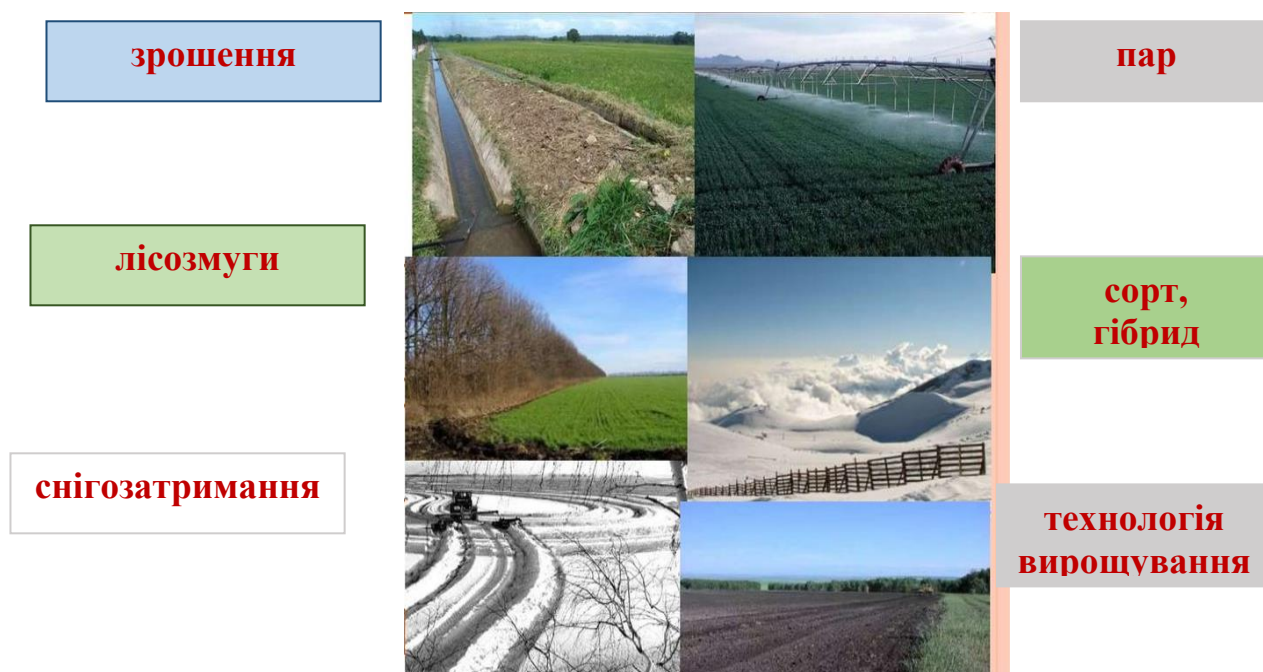 зрошення
пар
лісозмуги
сорт,
гібрид
снігозатримання
технологія
вирощування